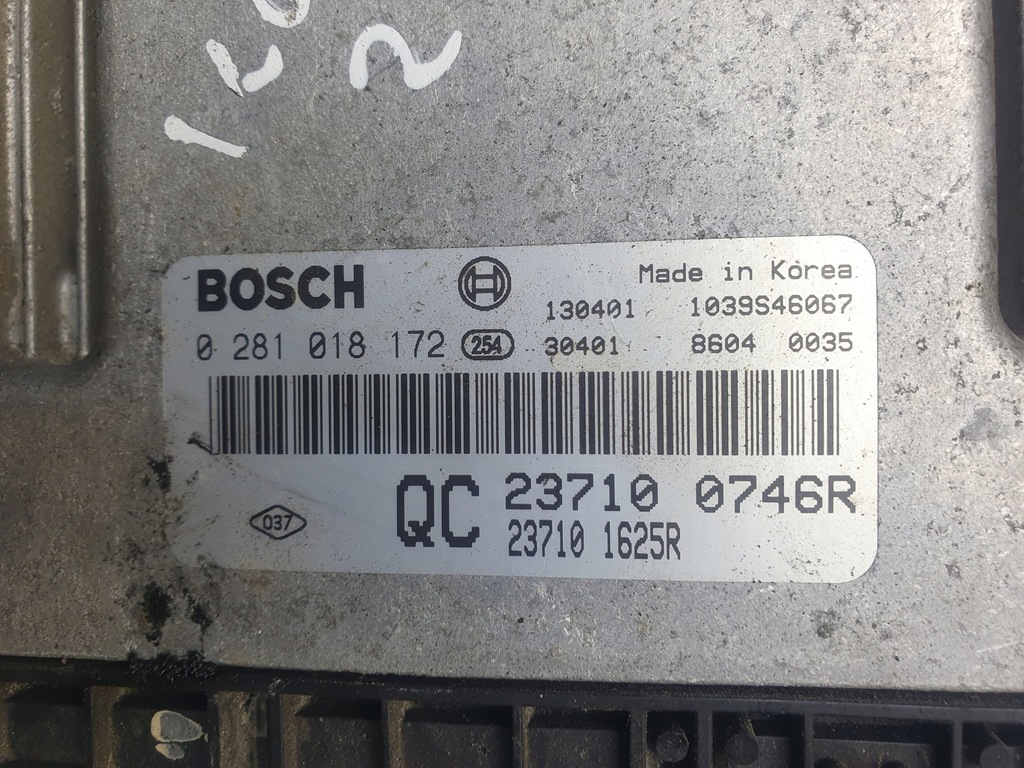 2
BOSCH
Made in Korea
130401 1039S46067
0 281 018 172 254 30401 8604 0035
037
QC 23710 0746R
23710 1625R